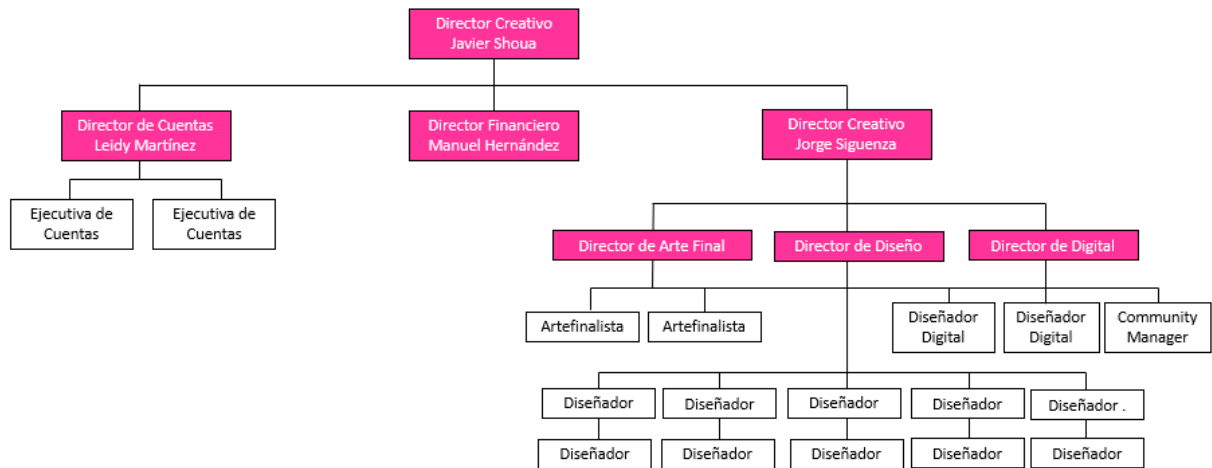 Director Creativo
Javier Shoua
Director de Cuentas
Leidy Martínez
Director Financiero
Manuel Hernández
Director Creativo
Jorge Siguenza
Ejecutiva de
Cuentas
Ejecutiva de
Cuentas
Director de Arte Final
Director de Diseño
Director de Digital
Artefinalista
Artefinalista
Diseñador
Digital
Diseñador
Digital
Community
Manager
Diseñador
Diseñador
Diseñador
Diseñador
Diseñador .
Diseñador
Diseñador
Diseñador
Diseñador
Diseñador